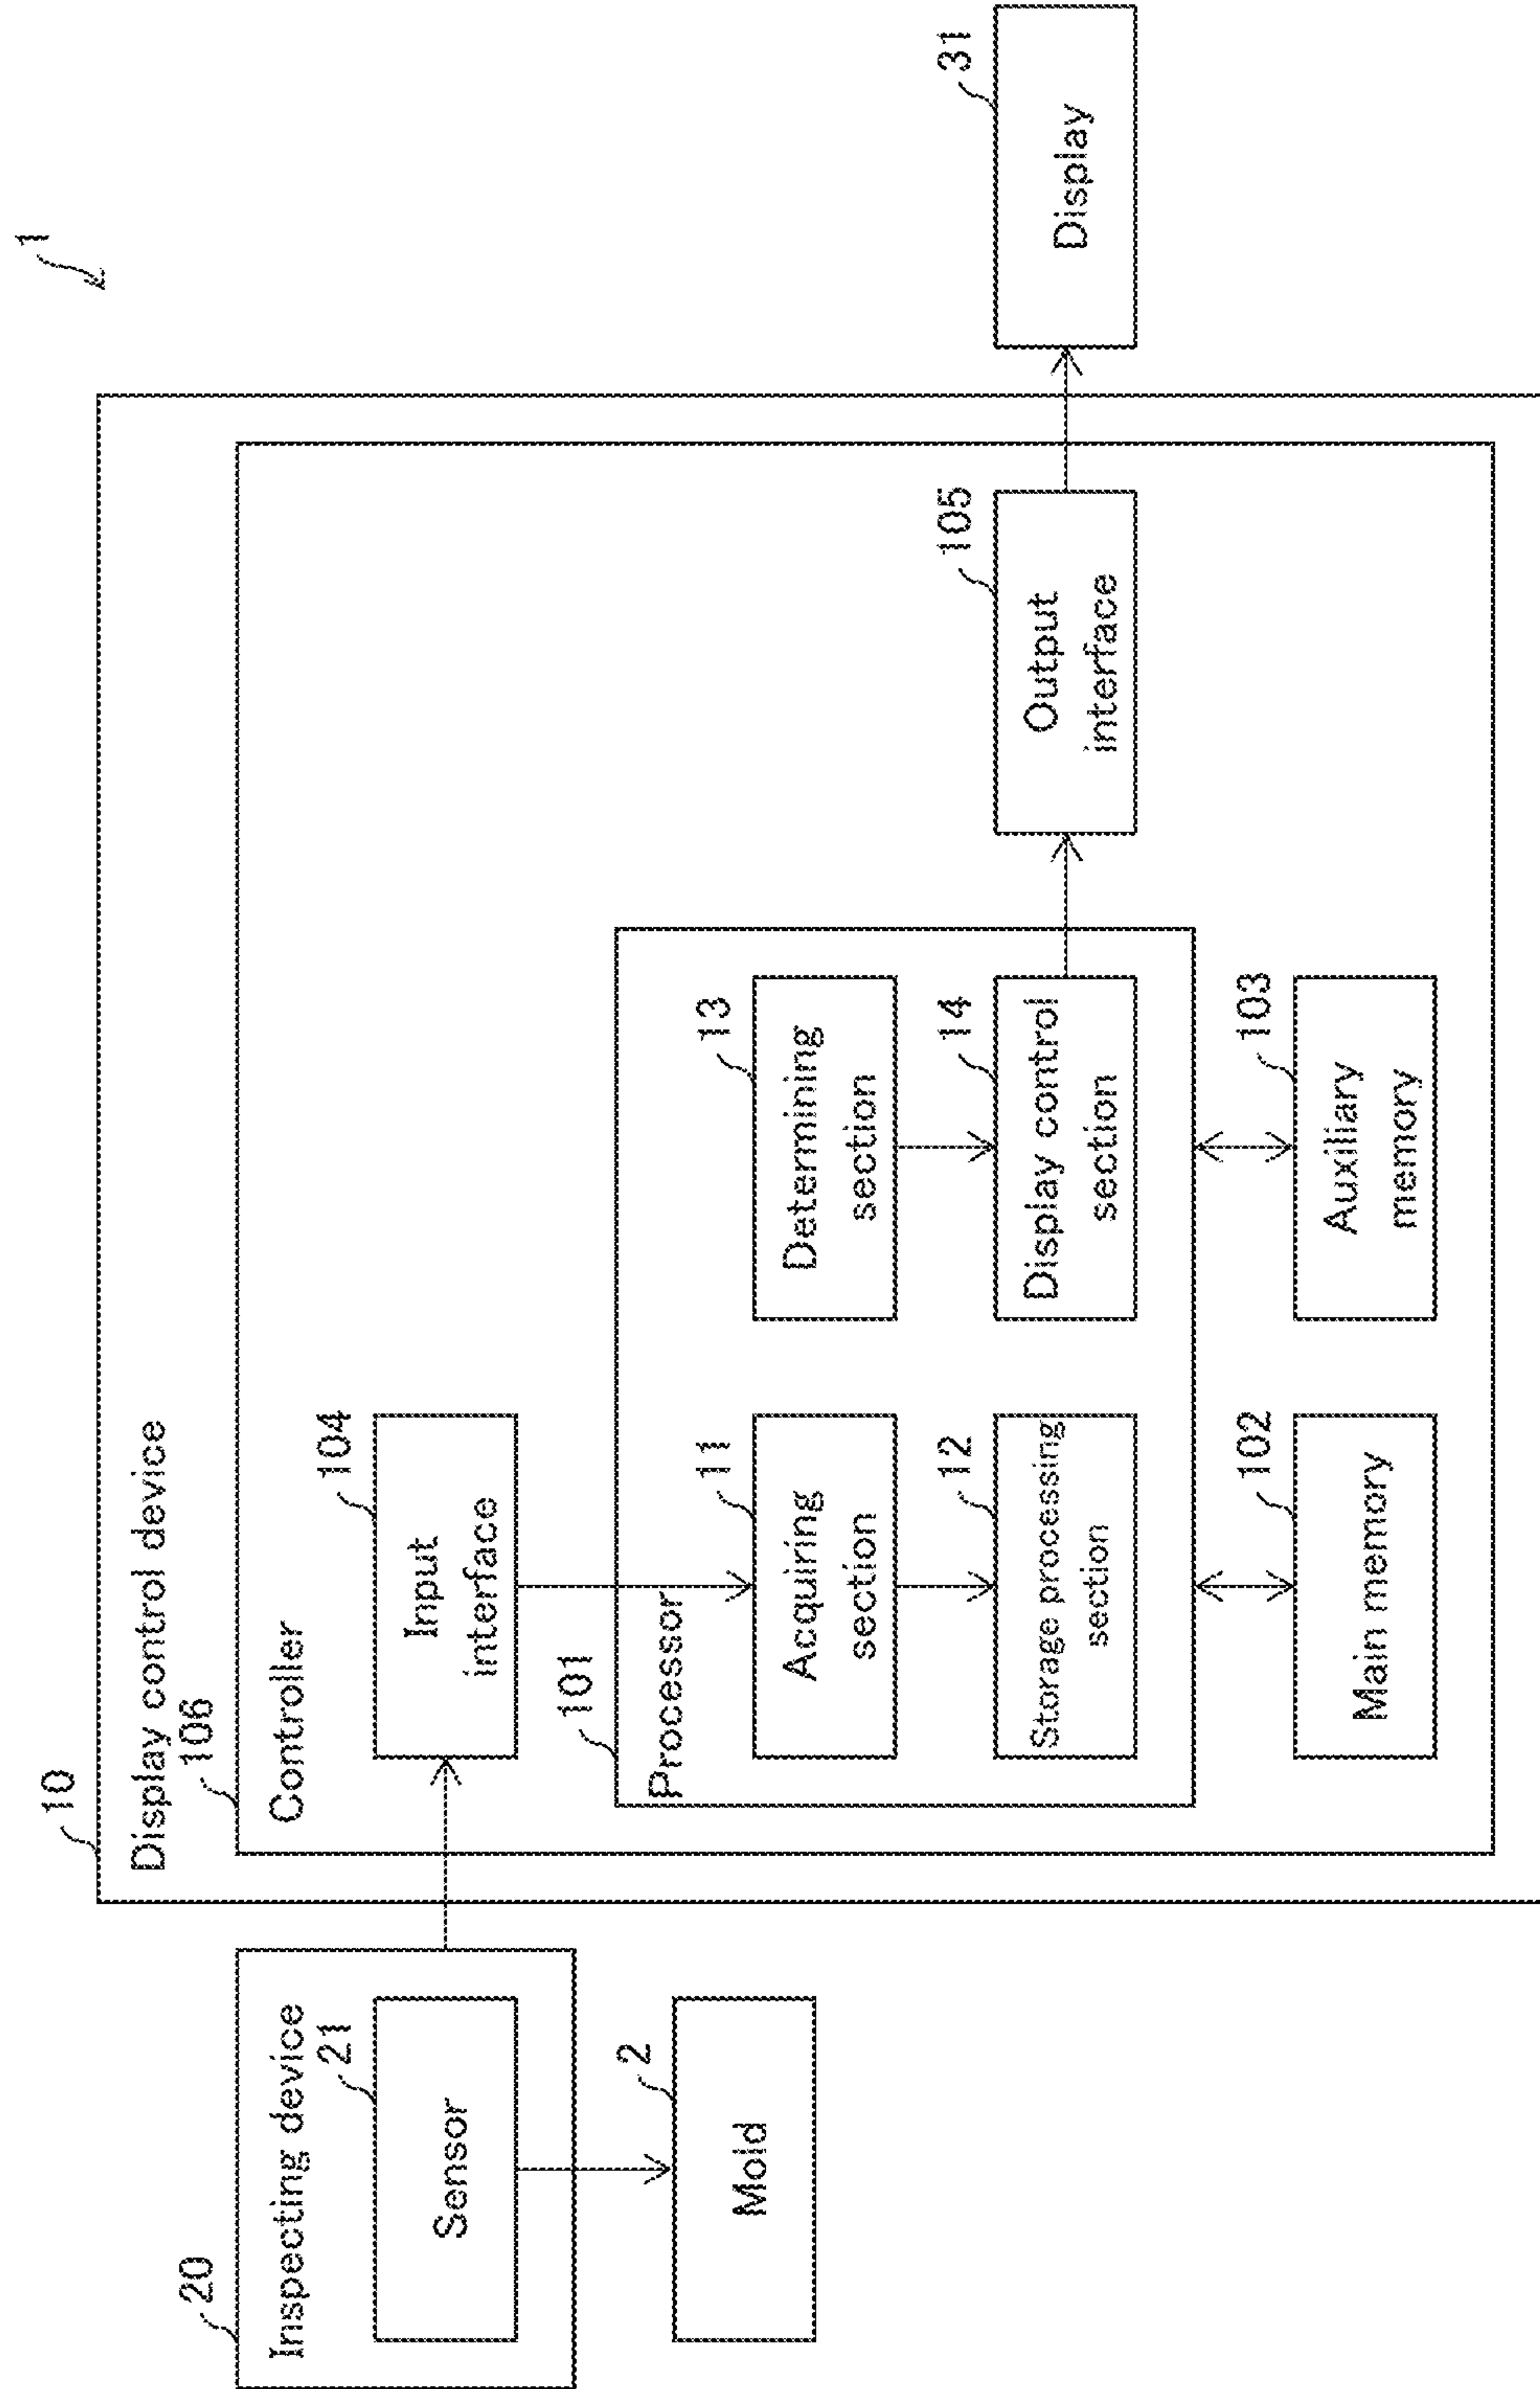 1
10
Display control device
106
Controller
20
Inspecting device
21
Sensor
2
Mold
104
Input
interface
101
Processor
11
Acquiring
section
12
Storage processing
section
13
Determining
section
14
Display control
section
102
Main memory
103
Auxiliary
memory
105
Output
interface
31
Display